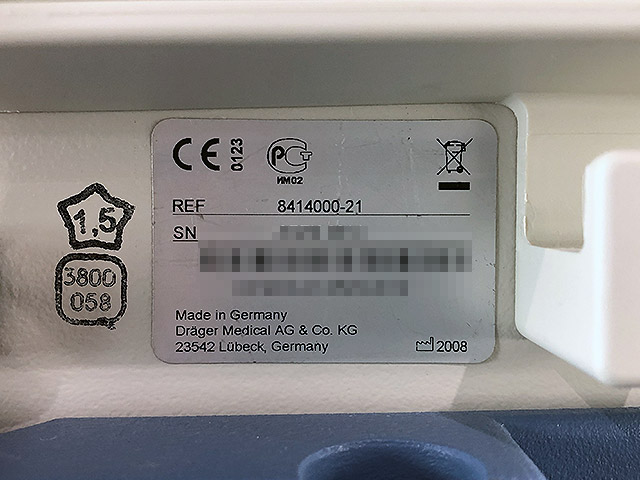 CE 0123
PC
ИМ02
REF 8414000-21
SN
1,5
3800
058
Made in Germany
Dräger Medical AG & Co. KG
23542 Lübeck, Germany
2008